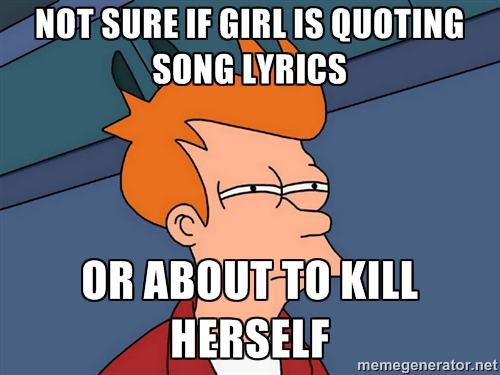 NOT SURE IF GIRL IS QUOTING
SONG LYRICS
OR ABOUT TO KILL
HERSELF
memegenerator.net